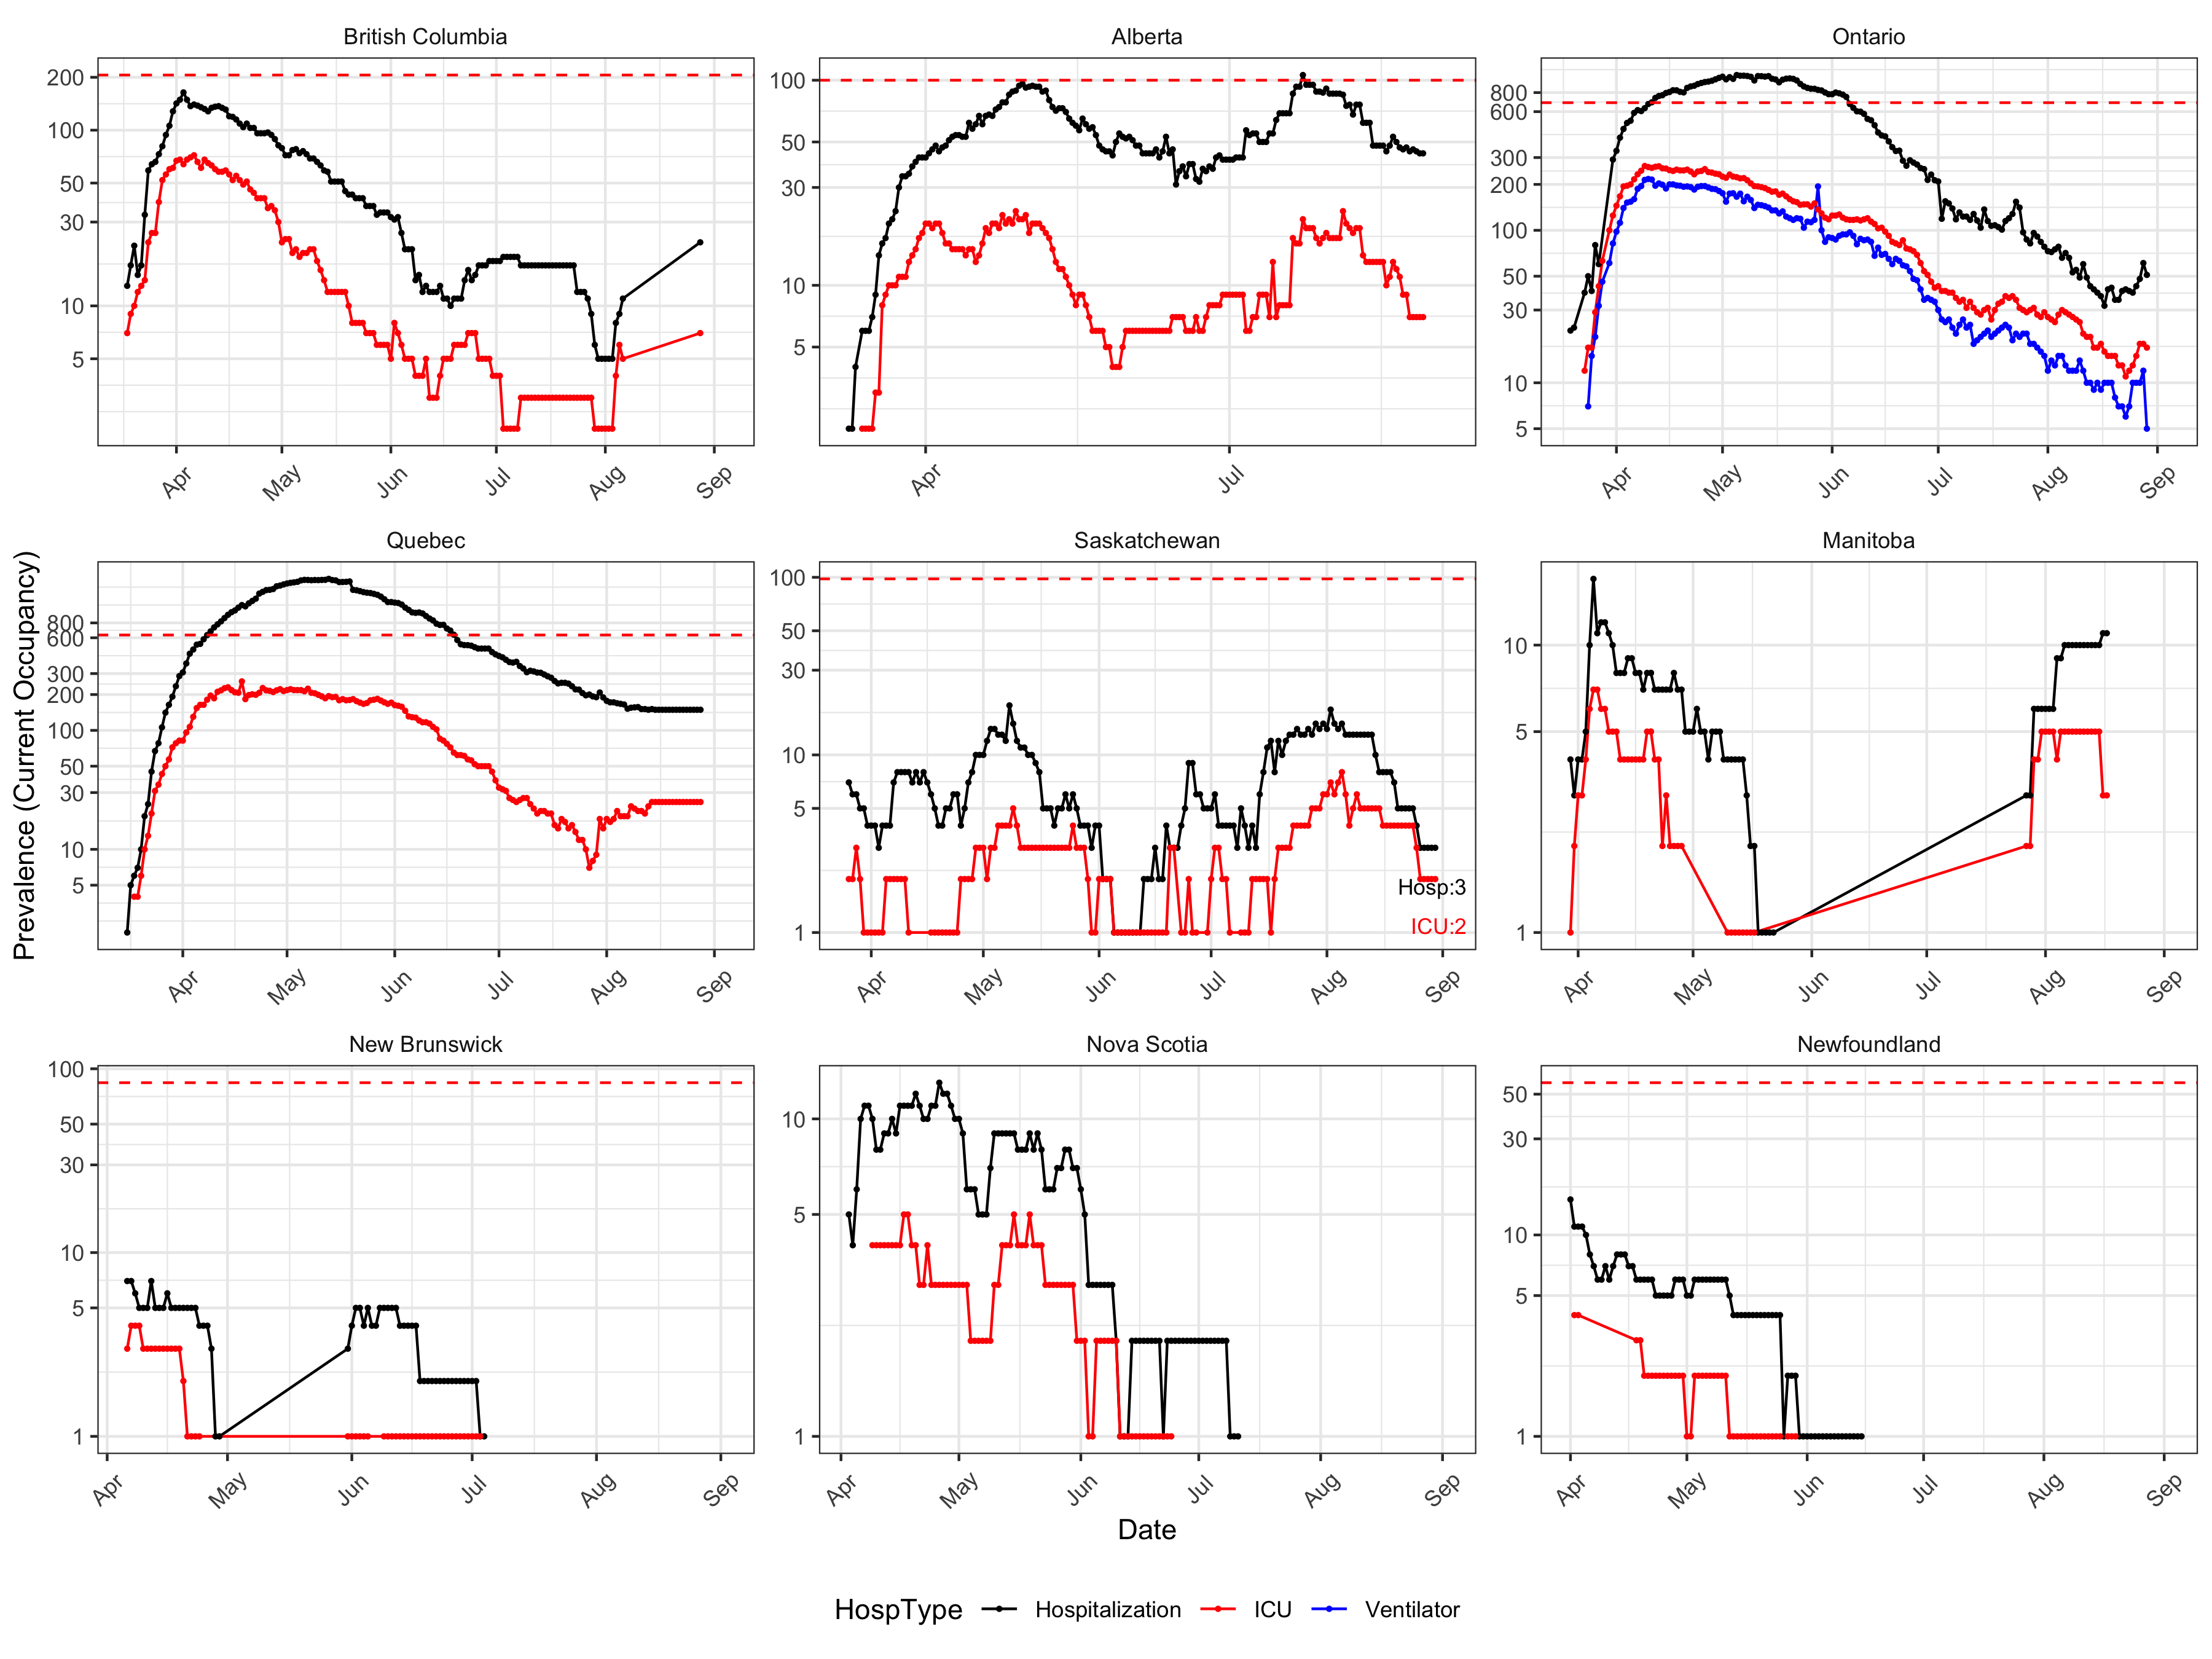 British Columbia
Alberta
Ontario
200
100
50
30
10
5
100
50
30
10
5
800
600
300
200
100
50
30
10
5
Apr
May
Jun
Jul
Aug
Sep
Apr
Jul
Apr
May
Jun
Jul
Aug
Sep
Prevalence (Current Occupancy)
Quebec
Saskatchewan
Manitoba
800
600
300
200
100
50
30
10
5
100
50
30
10
5
1
Hosp:3
ICU:2
10
5
1
Apr
May
Jun
Jul
Aug
Sep
Apr
May
Jun
Jul
Aug
Sep
Apr
May
Jun
Jul
Aug
Sep
New Brunswick
Nova Scotia
Newfoundland
100
50
30
10
5
1
10
5
1
50
30
10
5
1
Apr
May
Jun
Jul
Aug
Sep
Apr
May
Jun
Jul
Aug
Sep
Apr
May
Jun
Jul
Aug
Sep
Date
HospType
Hospitalization
ICU
Ventilator